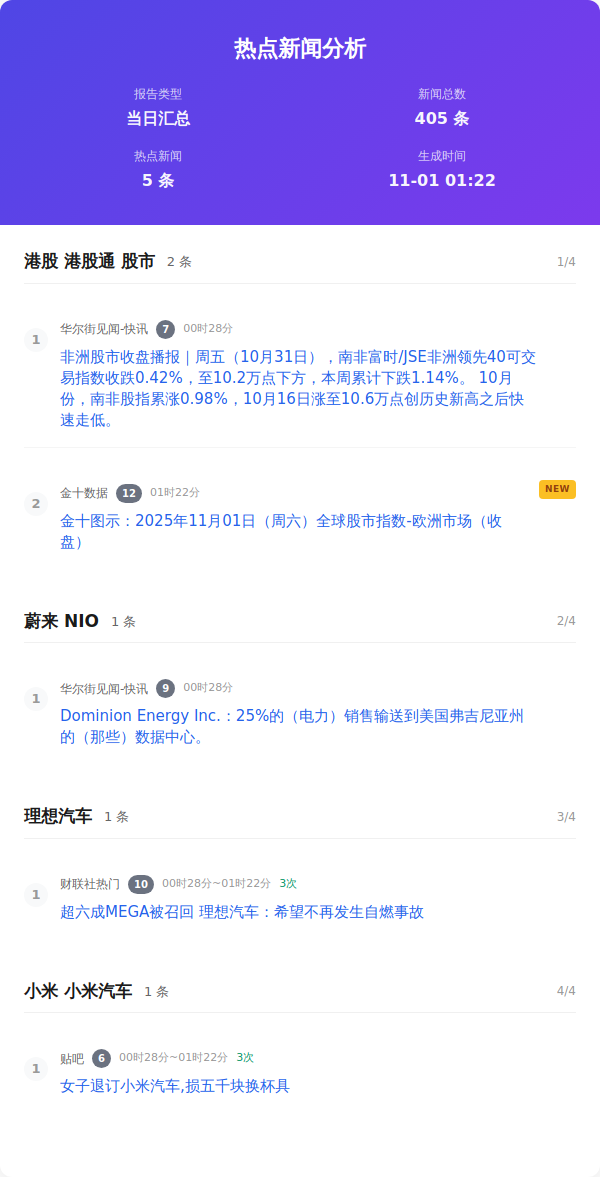 热点新闻分析
报告类型
新闻总数
当日汇总
405 条
热点新闻
生成时间
5 条
11-01 01:22
港股 港股通 股市 2 条 1/4
1
华尔街见闻-快讯 7 00时28分
非洲股市收盘播报｜周五（10月31日），南非富时/JSE非洲领先40可交
易指数收跌0.42%，至10.2万点下方，本周累计下跌1.14%。 10月
份，南非股指累涨0.98%，10月16日涨至10.6万点创历史新高之后快
速走低。
2
金十数据 12 01时22分 NEW
金十图示：2025年11月01日（周六）全球股市指数-欧洲市场（收
盘）
蔚来 NIO 1 条 2/4
1
华尔街见闻-快讯 9 00时28分
Dominion Energy Inc.：25%的（电力）销售输送到美国弗吉尼亚州
的（那些）数据中心。
理想汽车 1 条 3/4
1
财联社热门 10 00时28分~01时22分 3次
超六成MEGA被召回 理想汽车：希望不再发生自燃事故
小米 小米汽车 1 条 4/4
1
贴吧 6 00时28分~01时22分 3次
女子退订小米汽车,损五千块换杯具